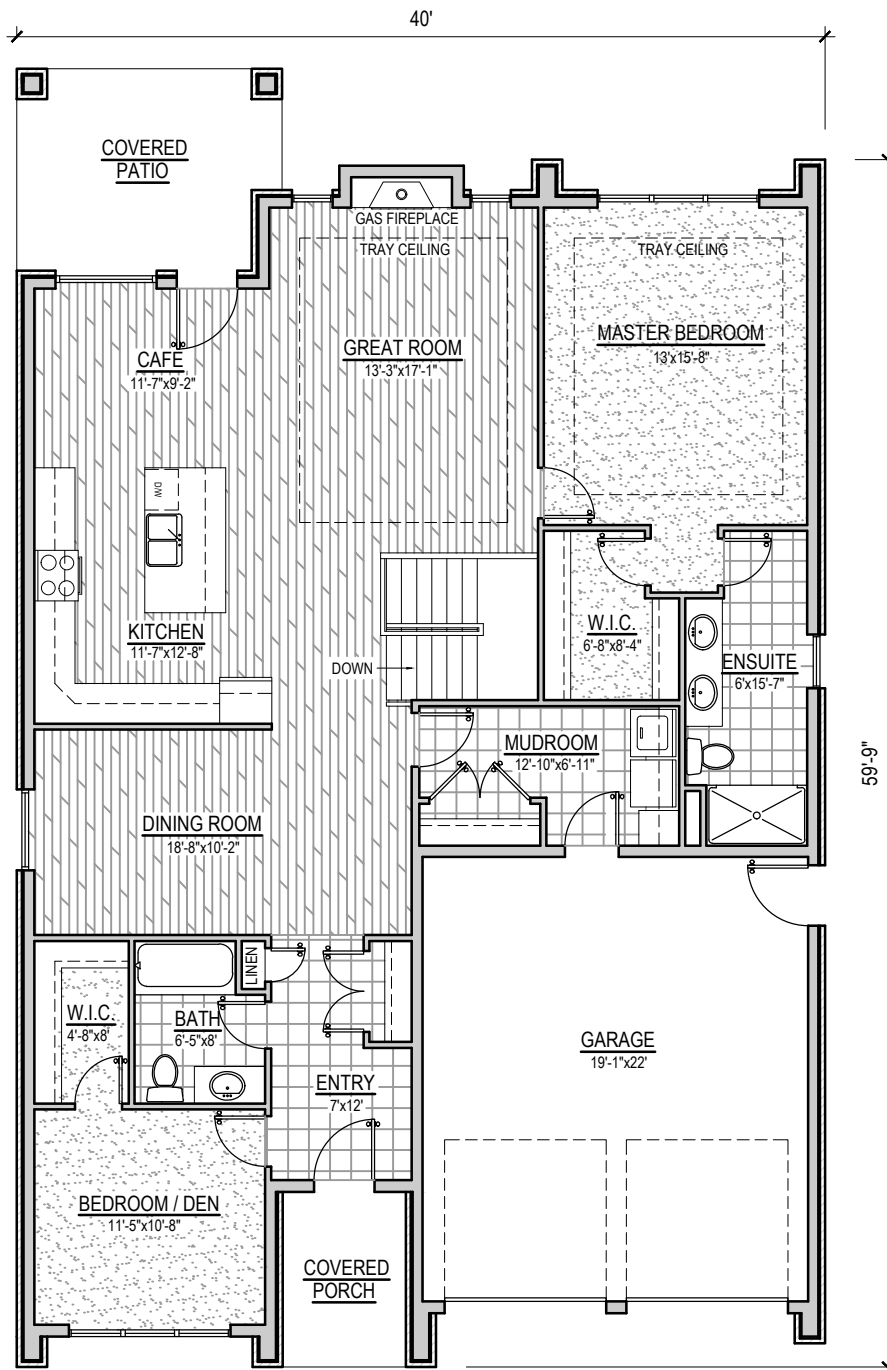 40'
COVERED
PATIO
GAS FIREPLACE
TRAY CEILING
TRAY CEILING
GREAT ROOM
13'-3"x17'-1"
MASTER BEDROOM
13'x15'-8"
CAFE
11'-7"x9'-2"
D/W
KITCHEN
11'-7"x12'-8"
DOWN
W.I.C.
6'-8"x8'-4"
ENSUITE
6'x15'-7"
MUDROOM
12'-10"x6'-11"
59'-9"
DINING ROOM
18'-8"x10'-2"
LINEN
W.I.C.
4'-8"x8'
BATH
6'-5"x8'
ENTRY
7'x12'
GARAGE
19'-1"x22'
BEDROOM / DEN
11'-5"x10'-8"
COVERED
PORCH